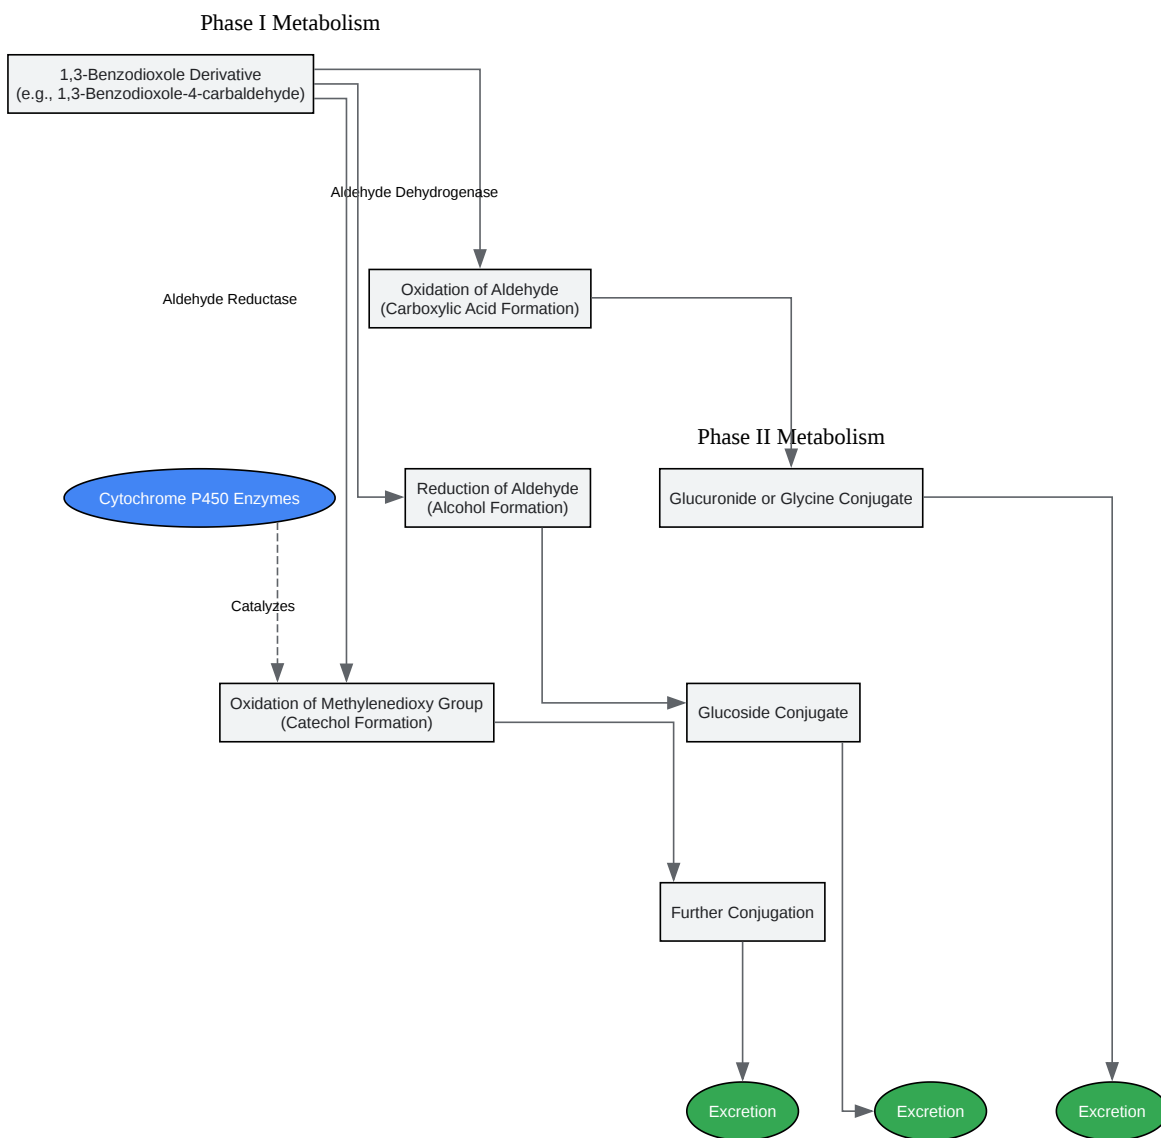 Phase I Metabolism
1,3-Benzodioxole Derivative
(e.g., 1,3-Benzodioxole-4-carbaldehyde)
Aldehyde Dehydrogenase
Oxidation of Aldehyde
(Carboxylic Acid Formation)
Aldehyde Reductase
Phase II Metabolism
Cytochrome P450 Enzymes
Reduction of Aldehyde
(Alcohol Formation)
Glucuronide or Glycine Conjugate
Catalyzes
Oxidation of Methylenedioxy Group
(Catechol Formation)
Glucoside Conjugate
Further Conjugation
Excretion
Excretion
Excretion